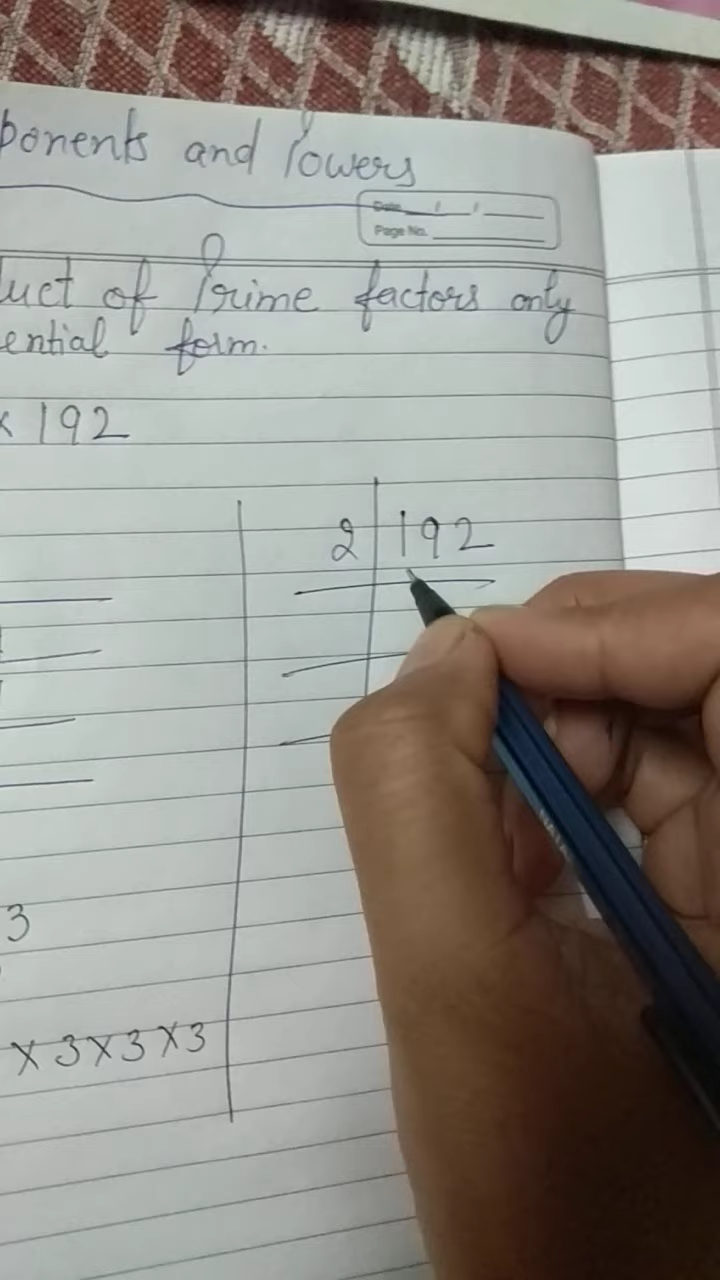 ponents and Powers
Date / /
Page No.
uct of Prime factors only
ential form.
x 192
2 192
3
x 3 x 3 x 3